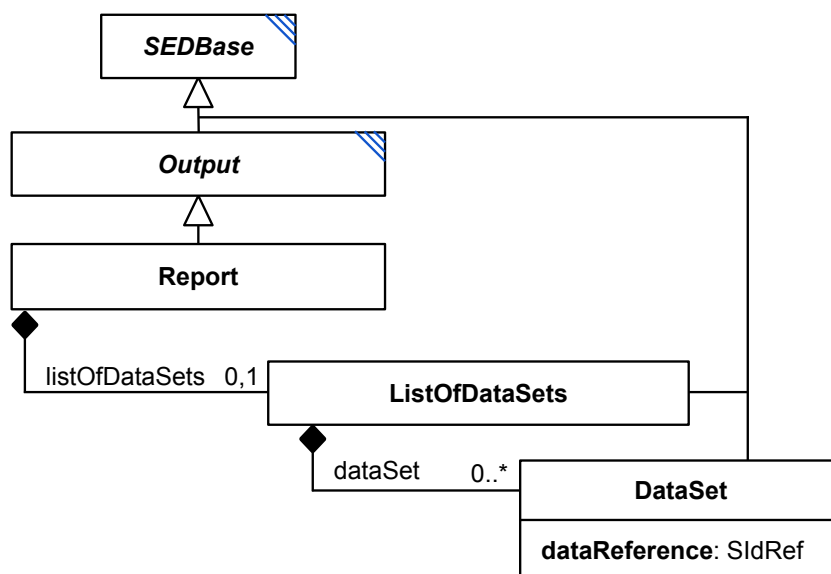 SEDBase
Output
Report
listOfDataSets 0,1
ListOfDataSets
dataSet 0..*
DataSet
dataReference: SIdRef